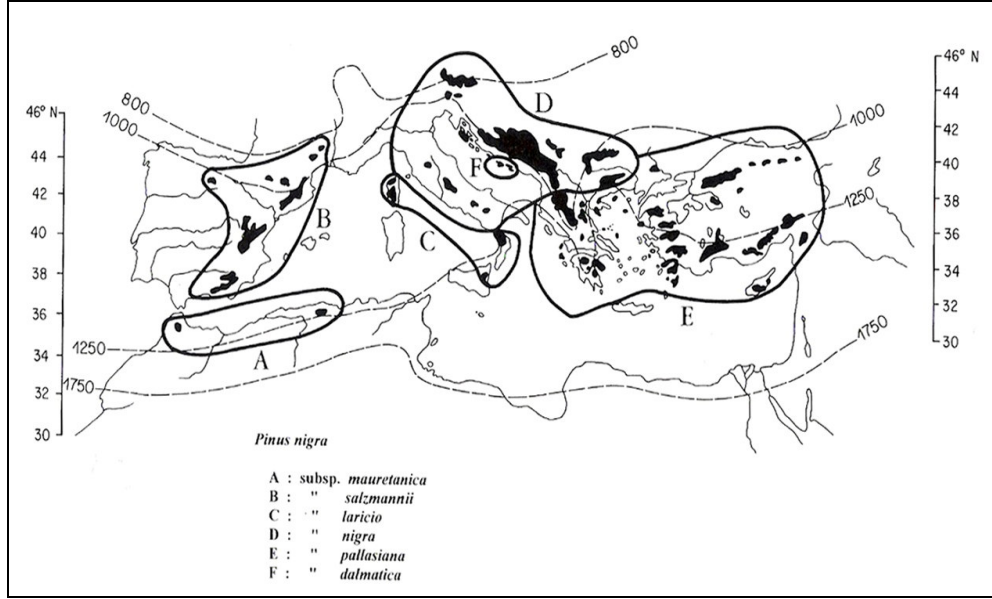 800
46° N
44
42
40
38
36
34
32
30
800
1000
46° N
44
42
40
38
36
34
32
30
1000
1250
1750
1250
1750
A
B
C
D
E
F
Pinus nigra
A : subsp. mauretanica
B : " salzmannii
C : " laricio
D : " nigra
E : " pallasiana
F : " dalmatica